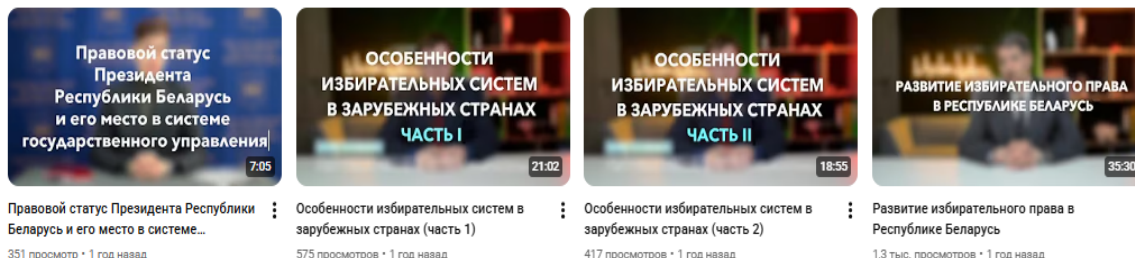 Правовой статус
Президента
Республики Беларусь
и его место в системе
государственного управления
7:05
Правовой статус Президента Республики
Беларусь и его место в системе...
351 просмотр • 1 год назад
ОСОБЕННОСТИ
ИЗБИРАТЕЛЬНЫХ СИСТЕМ
В ЗАРУБЕЖНЫХ СТРАНАХ
ЧАСТЬ I
21:02
Особенности избирательных систем в
зарубежных странах (часть 1)
575 просмотров • 1 год назад
ОСОБЕННОСТИ
ИЗБИРАТЕЛЬНЫХ СИСТЕМ
В ЗАРУБЕЖНЫХ СТРАНАХ
ЧАСТЬ II
18:55
Особенности избирательных систем в
зарубежных странах (часть 2)
417 просмотров • 1 год назад
РАЗВИТИЕ ИЗБИРАТЕЛЬНОГО ПРАВА
В РЕСПУБЛИКЕ БЕЛАРУСЬ
35:30
Развитие избирательного права в
Республике Беларусь
1,3 тыс. просмотров • 1 год назад